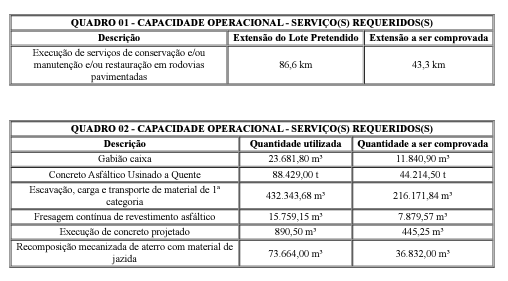 QUADRO 01 - CAPACIDADE OPERACIONAL - SERVIÇO(S) REQUERIDOS(S)
Descrição Extensão do Lote Pretendido Extensão a ser comprovada
Execução de serviços de conservação e/ou
manutenção e/ou restauração em rodovias
pavimentadas
86,6 km 43,3 km
QUADRO 02 - CAPACIDADE OPERACIONAL - SERVIÇO(S) REQUERIDOS(S)
Descrição Quantidade utilizada Quantidade a ser comprovada
Gabião caixa 23.681,80 m³ 11.840,90 m³
Concreto Asfáltico Usinado a Quente 88.429,00 t 44.214,50 t
Escavação, carga e transporte de material de 1ª
categoria
432.343,68 m³ 216.171,84 m³
Fresagem contínua de revestimento asfáltico 15.759,15 m³ 7.879,57 m³
Execução de concreto projetado 890,50 m³ 445,25 m³
Recomposição mecanizada de aterro com material de
jazida
73.664,00 m³ 36.832,00 m³